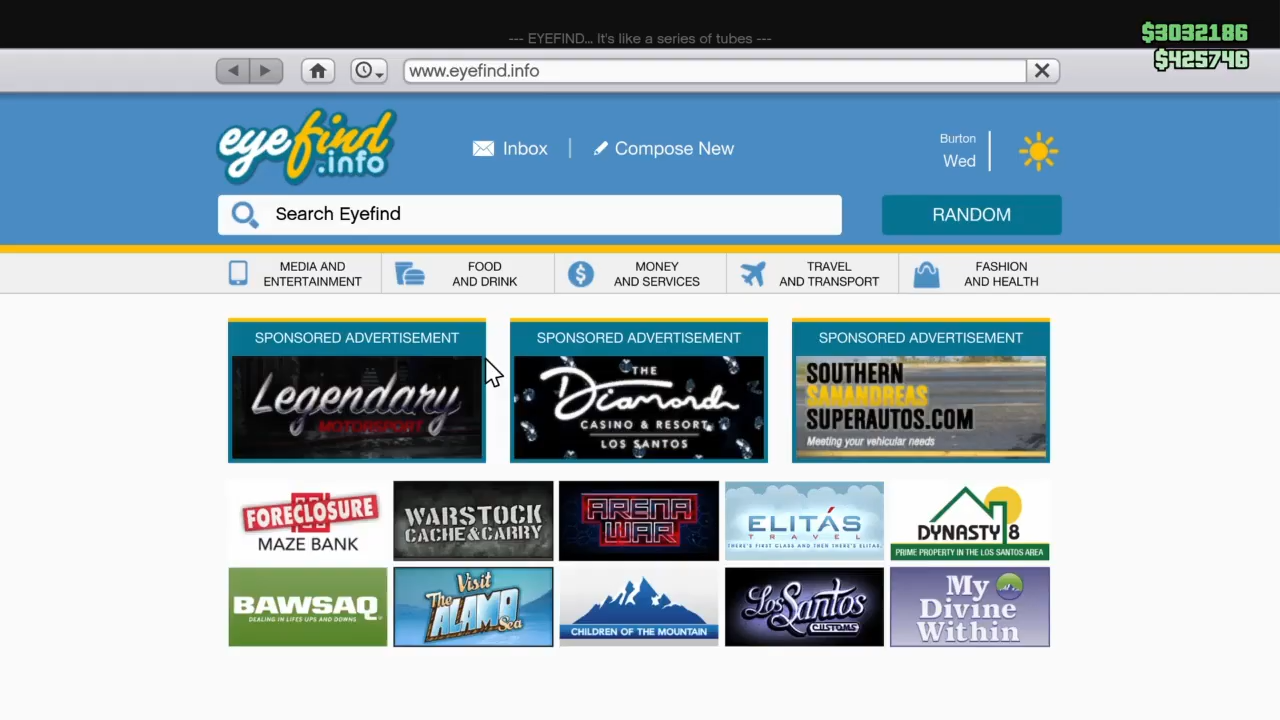 --- EYEFIND... It's like a series of tubes ---
$3032186
$425746
www.eyefind.info
eyefind
.info
Inbox
Compose New
Burton
Wed
Search Eyefind
RANDOM
MEDIA AND
ENTERTAINMENT
FOOD
AND DRINK
MONEY
AND SERVICES
TRAVEL
AND TRANSPORT
FASHION
AND HEALTH
SPONSORED ADVERTISEMENT
Legendary
MOTORSPORT
SPONSORED ADVERTISEMENT
THE
Diamond
CASINO & RESORT
LOS SANTOS
SPONSORED ADVERTISEMENT
SOUTHERN
SANANDREAS
SUPERAUTOS.COM
Meeting your vehicular needs
FORECLOSURE
MAZE BANK
WARSTOCK
CACHE & CARRY
ARENA
WAR
ELITÁS
TRAVEL
THERE'S FIRST CLASS AND THEN THERE'S ELITAS.
DYNASTY 8
PRIME PROPERTY IN THE LOS SANTOS AREA
BAWSAQ
DEALING IN LIFES UPS AND DOWNS
Visit
The ALAMO
Sea
CHILDREN OF THE MOUNTAIN
Los Santos
CUSTOMS
My
Divine
Within